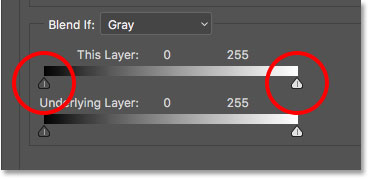 Blend If: Gray
This Layer: 0 255
Underlying Layer: 0 255